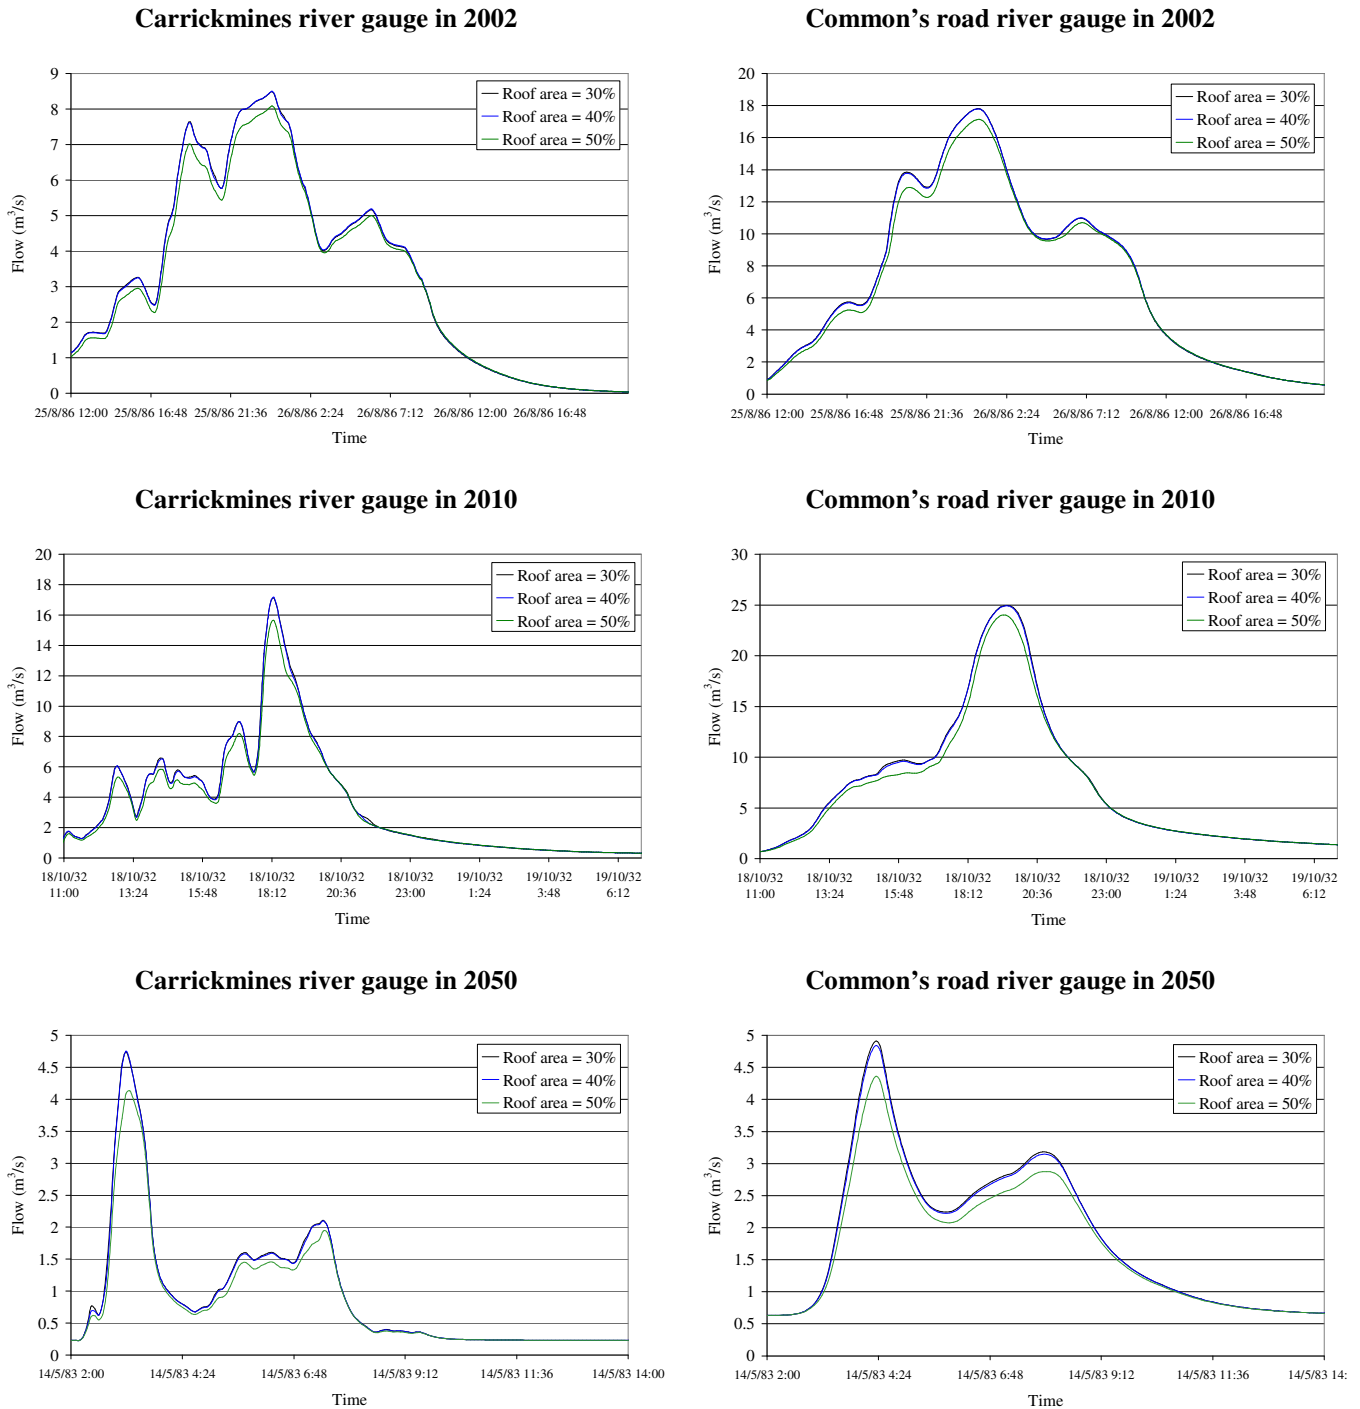 Carrickmines river gauge in 2002
Flow (m³/s)
9
8
7
6
5
4
3
2
1
0
Roof area = 30%
Roof area = 40%
Roof area = 50%
25/8/86 12:00 25/8/86 16:48 25/8/86 21:36 26/8/86 2:24 26/8/86 7:12 26/8/86 12:00 26/8/86 16:48
Time
Common's road river gauge in 2002
Flow (m³/s)
20
18
16
14
12
10
8
6
4
2
0
Roof area = 30%
Roof area = 40%
Roof area = 50%
25/8/86 12:00 25/8/86 16:48 25/8/86 21:36 26/8/86 2:24 26/8/86 7:12 26/8/86 12:00 26/8/86 16:48
Time
Carrickmines river gauge in 2010
Flow (m³/s)
20
18
16
14
12
10
8
6
4
2
0
Roof area = 30%
Roof area = 40%
Roof area = 50%
18/10/32 18/10/32 18/10/32 18/10/32 18/10/32 18/10/32 19/10/32 19/10/32 19/10/32
11:00 13:24 15:48 18:12 20:36 23:00 1:24 3:48 6:12
Time
Common's road river gauge in 2010
Flow (m³/s)
30
25
20
15
10
5
0
Roof area = 30%
Roof area = 40%
Roof area = 50%
18/10/32 18/10/32 18/10/32 18/10/32 18/10/32 18/10/32 19/10/32 19/10/32 19/10/32
11:00 13:24 15:48 18:12 20:36 23:00 1:24 3:48 6:12
Time
Carrickmines river gauge in 2050
Flow (m³/s)
5
4.5
4
3.5
3
2.5
2
1.5
1
0.5
0
Roof area = 30%
Roof area = 40%
Roof area = 50%
14/5/83 2:00 14/5/83 4:24 14/5/83 6:48 14/5/83 9:12 14/5/83 11:36 14/5/83 14:00
Time
Common's road river gauge in 2050
Flow (m³/s)
5
4.5
4
3.5
3
2.5
2
1.5
1
0.5
0
Roof area = 30%
Roof area = 40%
Roof area = 50%
14/5/83 2:00 14/5/83 4:24 14/5/83 6:48 14/5/83 9:12 14/5/83 11:36 14/5/83 14:
Time